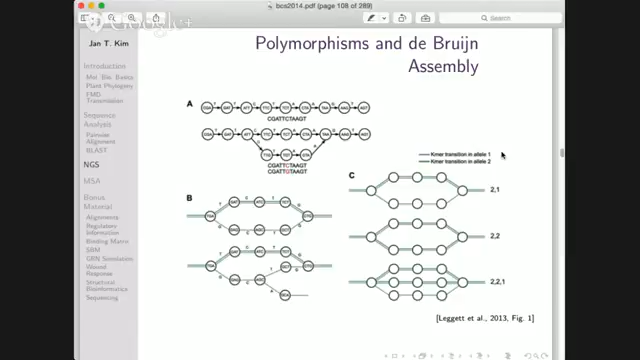 bcs2014.pdf (page 108 of 289)
Search
Google+
Jan T. Kim
Introduction
Mol. Bio. Basics
Plant Phylogeny
FMD
Transmission
Sequence
Analysis
Pairwise
Alignment
BLAST
NGS
MSA
Bonus
Material
Alignments
Regulatory
Information
Binding Matrix
SRM
GRN Simulation
Wound
Response
Structural
Bioinformatics
Sequencing
Polymorphisms and de Bruijn
Assembly
A
CGATTCTAAGT
CGATTCTAAGT
CGATTGTAAGT
B
Kmer transition in allele 1
Kmer transition in allele 2
C
2,1
2,2
2,2,1
[Leggett et al., 2013, Fig. 1]